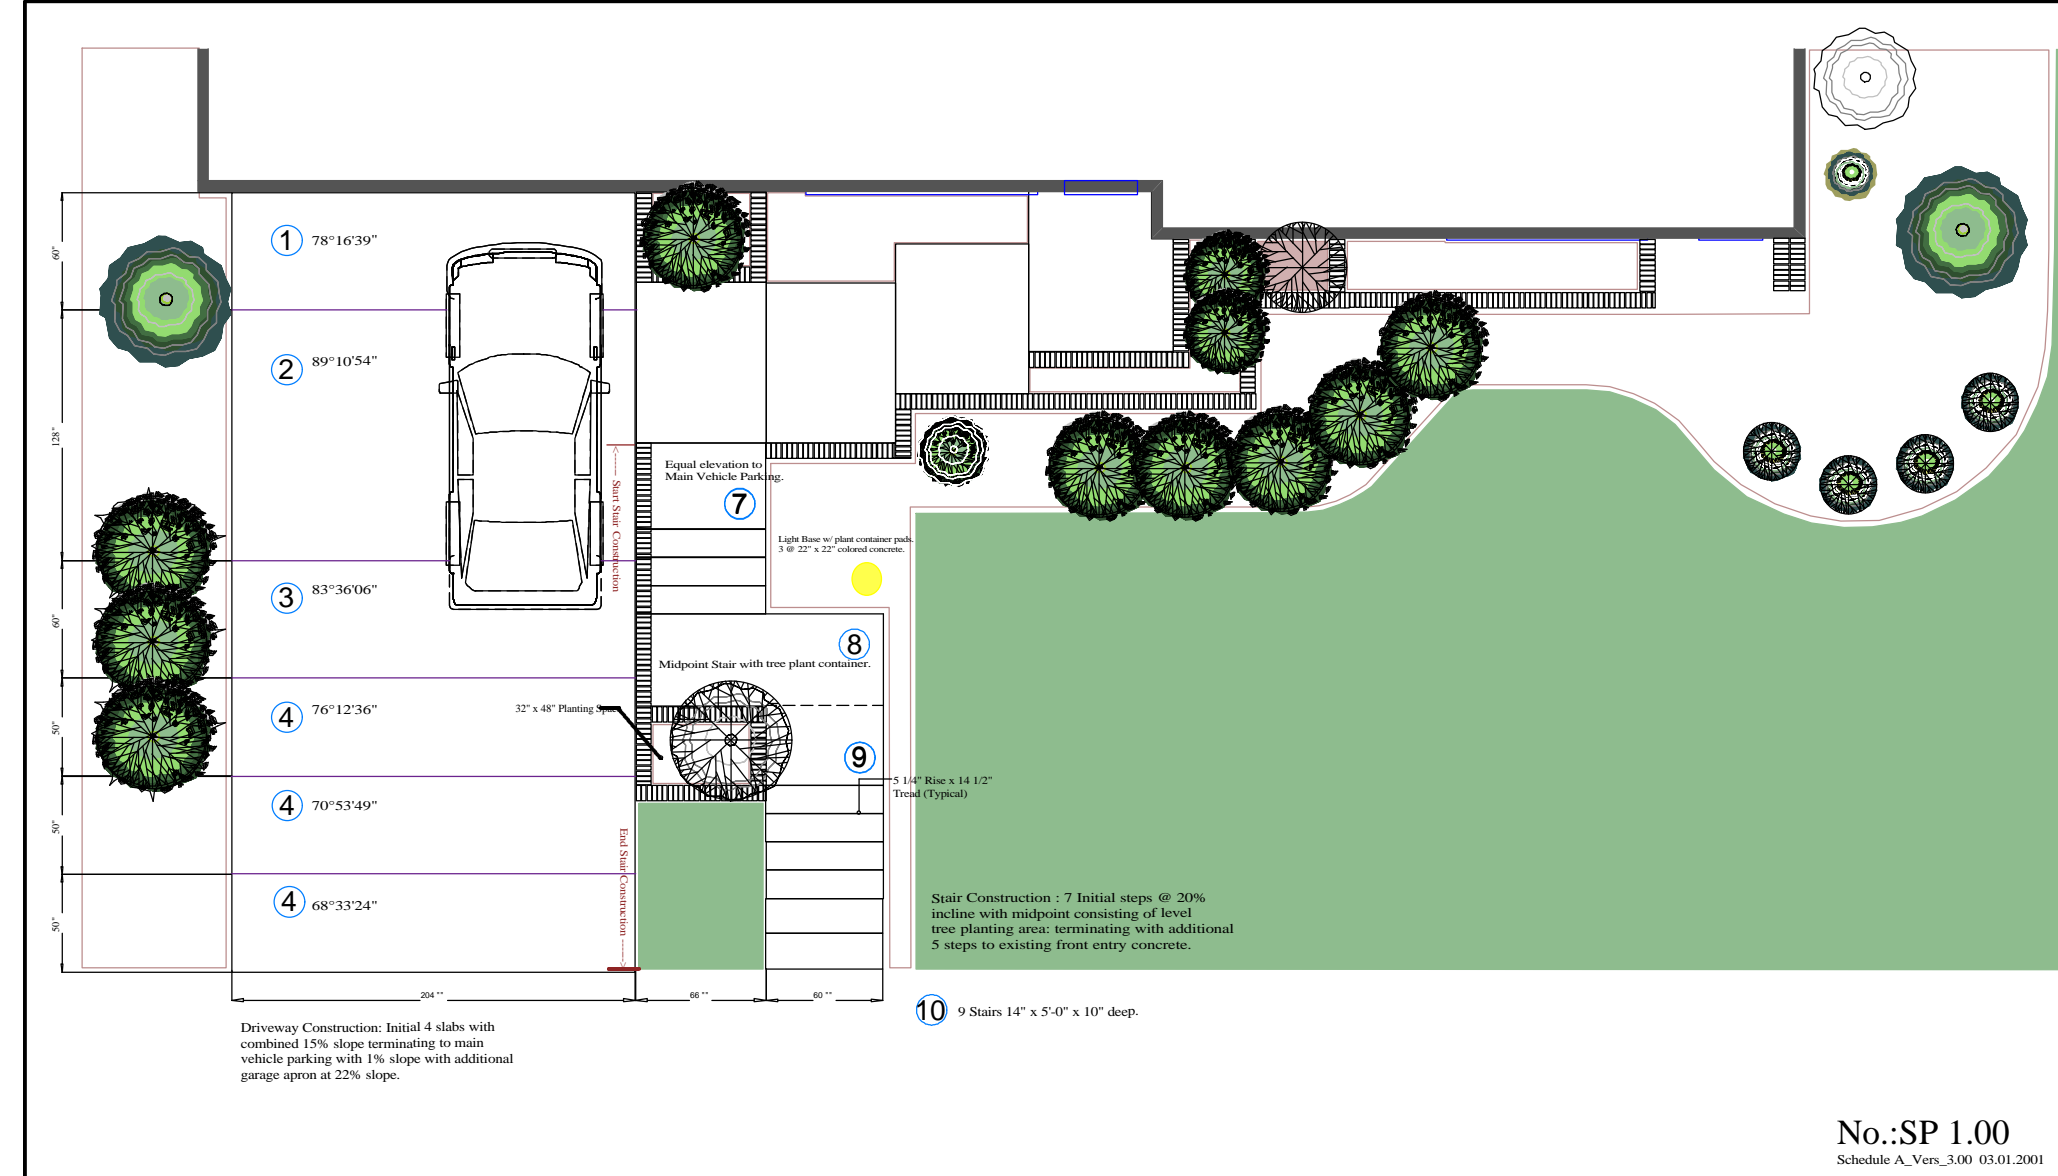 1 78°16'39"
60"
2 89°10'54"
128"
Equal elevation to
Main Vehicle Parking.
7
<------ Start Stair Construction
Light Base w/ plant container pads.
3 @ 22" x 22" colored concrete.
3 83°36'06"
60"
8
Midpoint Stair with tree plant container.
4 76°12'36"
50"
32" x 48" Planting
9
5 1/4" Rise x 14 1/2"
Tread (Typical)
4 70°53'49"
50"
End Stair Construction ------>
4 68°33'24"
50"
Stair Construction : 7 Initial steps @ 20%
incline with midpoint consisting of level
tree planting area: terminating with additional
5 steps to existing front entry concrete.
204 ""
66 ""
60 ""
10 9 Stairs 14" x 5'-0" x 10" deep.
Driveway Construction: Initial 4 slabs with
combined 15% slope terminating to main
vehicle parking with 1% slope with additional
garage apron at 22% slope.
No.:SP 1.00
Schedule A_Vers_3.00 03.01.2001